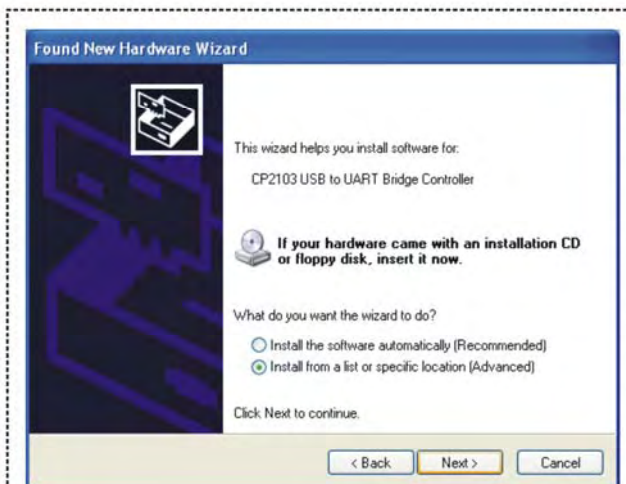 Found New Hardware Wizard
This wizard helps you install software for:
CP2103 USB to UART Bridge Controller
If your hardware came with an installation CD
or floppy disk, insert it now.
What do you want the wizard to do?
Install the software automatically (Recommended)
Install from a list or specific location (Advanced)
Click Next to continue.
< Back
Next >
Cancel